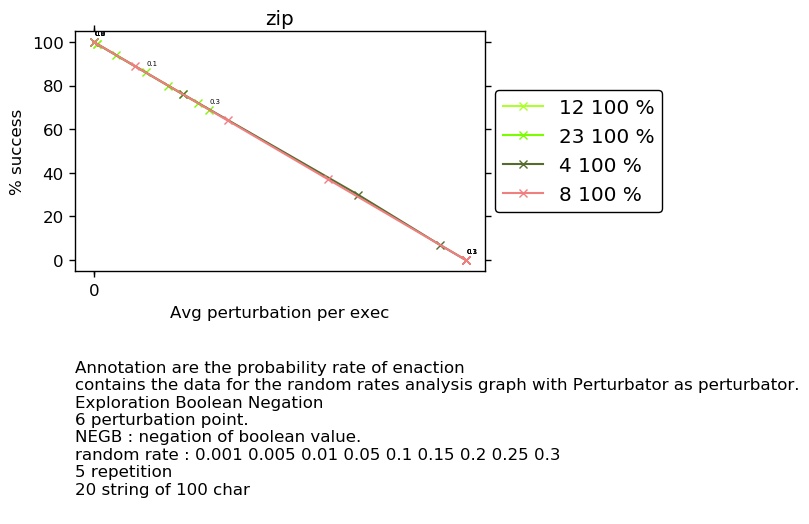 zip
100
80
60
40
20
0
% success
0.1
0.3
0
Avg perturbation per exec
12 100 %
23 100 %
4 100 %
8 100 %
Annotation are the probability rate of enaction
contains the data for the random rates analysis graph with Perturbator as perturbator.
Exploration Boolean Negation
6 perturbation point.
NEGB : negation of boolean value.
random rate : 0.001 0.005 0.01 0.05 0.1 0.15 0.2 0.25 0.3
5 repetition
20 string of 100 char